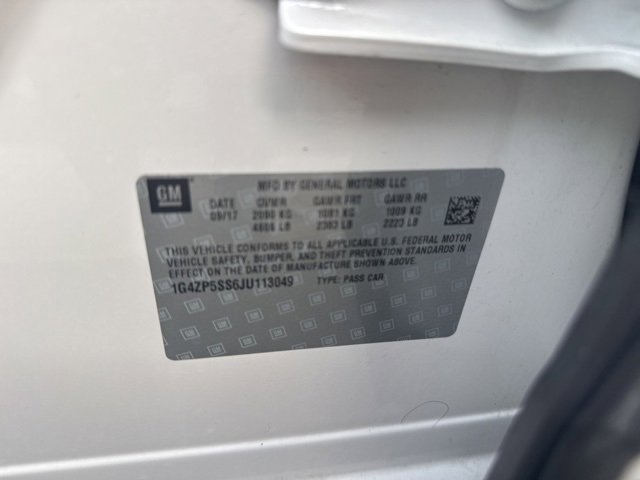 GM
MFD BY GENERAL MOTORS LLC
DATE GVWR GAWR FRT GAWR RR
09/17 2090 KG 1081 KG 1009 KG
4606 LB 2383 LB 2223 LB
THIS VEHICLE CONFORMS TO ALL APPLICABLE U.S. FEDERAL MOTOR
VEHICLE SAFETY, BUMPER, AND THEFT PREVENTION STANDARDS IN
EFFECT ON THE DATE OF MANUFACTURE SHOWN ABOVE.
1G4ZP5SS6JU113049 TYPE: PASS CAR